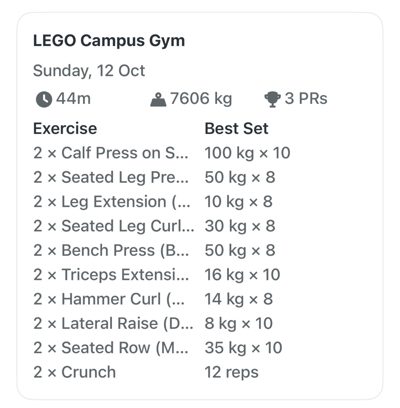 LEGO Campus Gym
Sunday, 12 Oct
44m 7606 kg 3 PRs
Exercise Best Set
2 × Calf Press on S... 100 kg × 10
2 × Seated Leg Pre... 50 kg × 8
2 × Leg Extension (... 10 kg × 8
2 × Seated Leg Curl... 30 kg × 8
2 × Bench Press (B... 50 kg × 8
2 × Triceps Extensi... 16 kg × 10
2 × Hammer Curl (... 14 kg × 8
2 × Lateral Raise (D... 8 kg × 10
2 × Seated Row (M... 35 kg × 10
2 × Crunch 12 reps